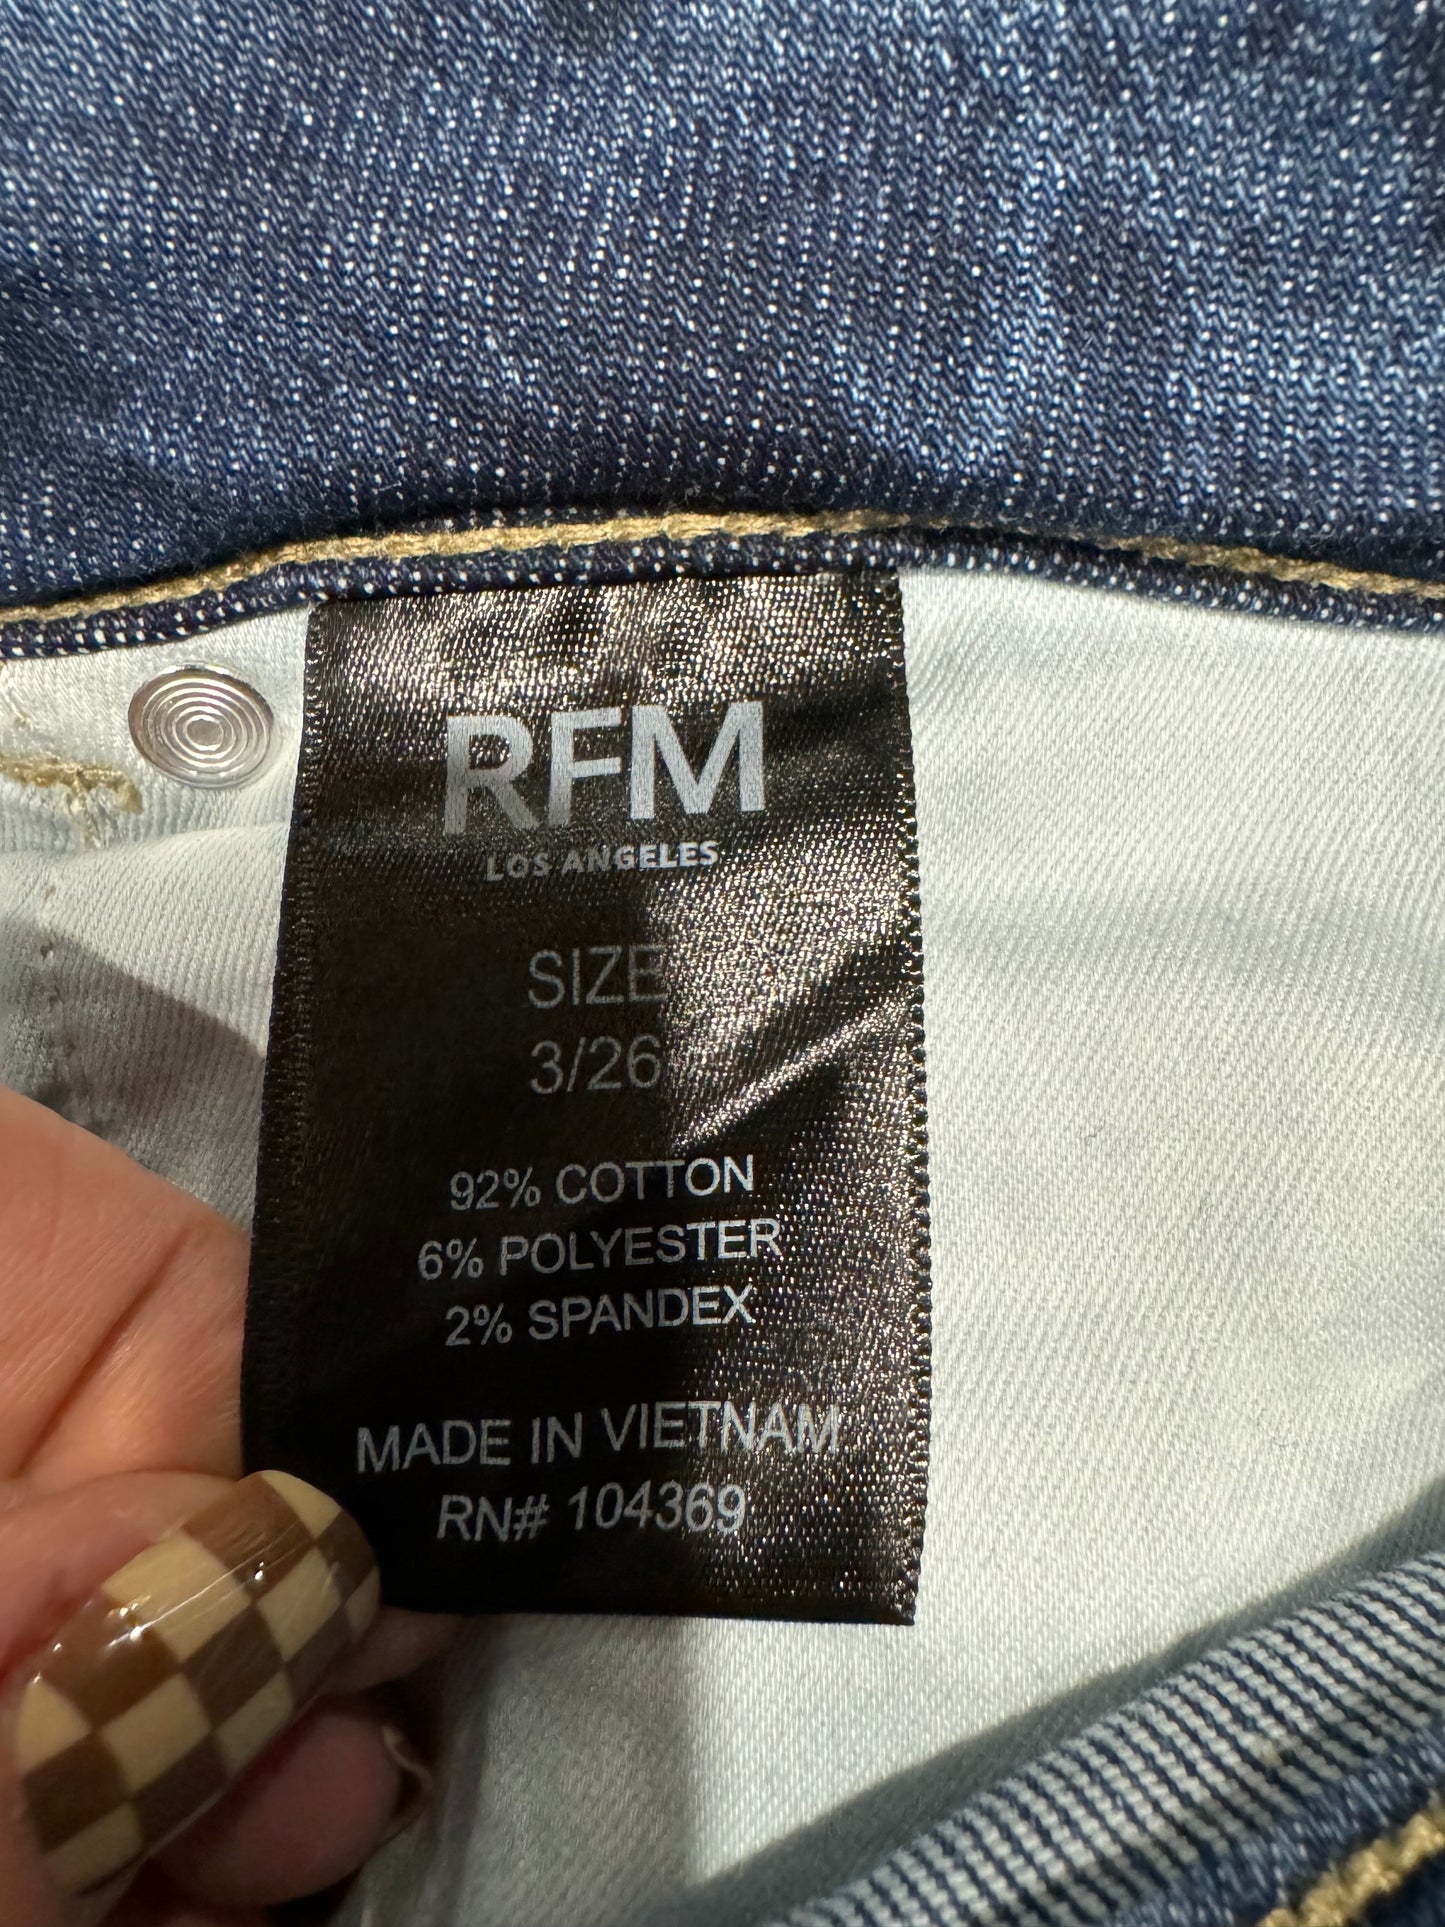 RFM
LOS ANGELES
SIZE
3/26
92% COTTON
6% POLYESTER
2% SPANDEX
MADE IN VIETNAM
RN# 104369